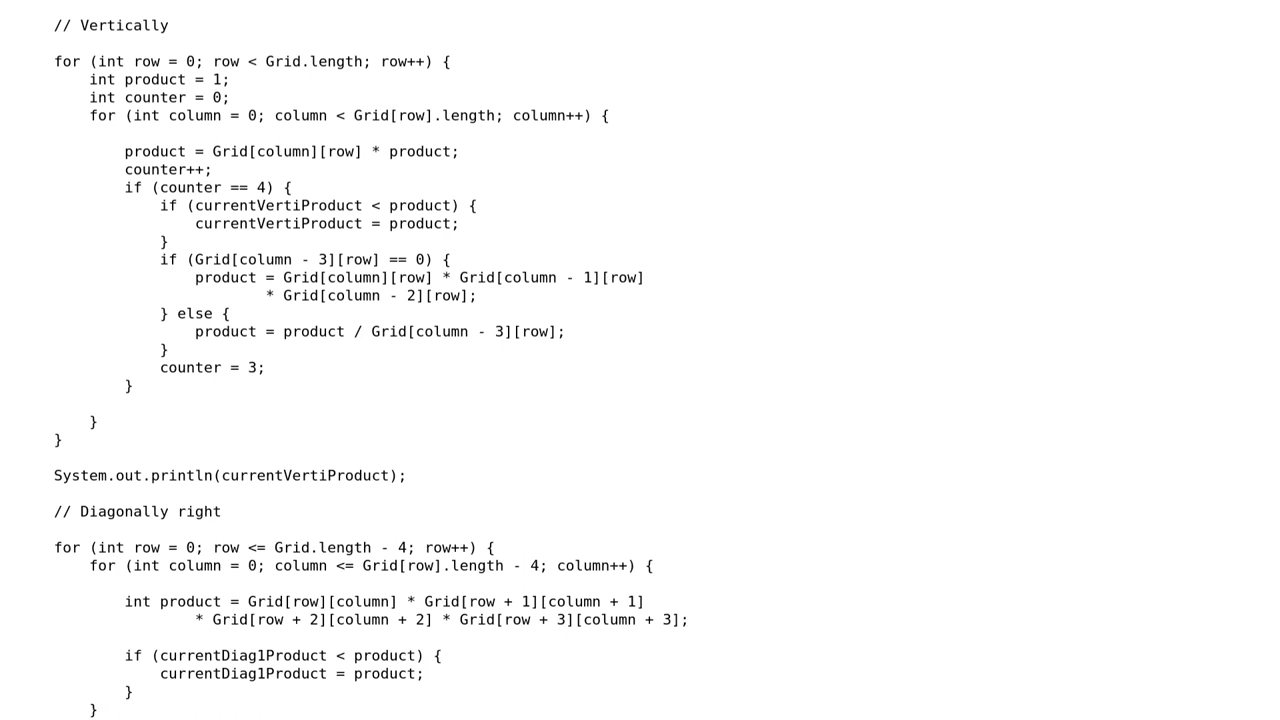 // Vertically
for (int row = 0; row < Grid.length; row++) {
    int product = 1;
    int counter = 0;
    for (int column = 0; column < Grid[row].length; column++) {
        product = Grid[column][row] * product;
        counter++;
        if (counter == 4) {
            if (currentVertiProduct < product) {
                currentVertiProduct = product;
            }
            if (Grid[column - 3][row] == 0) {
                product = Grid[column][row] * Grid[column - 1][row]
                        * Grid[column - 2][row];
            } else {
                product = product / Grid[column - 3][row];
            }
            counter = 3;
        }
    }
}
System.out.println(currentVertiProduct);
// Diagonally right
for (int row = 0; row <= Grid.length - 4; row++) {
    for (int column = 0; column <= Grid[row].length - 4; column++) {
        int product = Grid[row][column] * Grid[row + 1][column + 1]
                * Grid[row + 2][column + 2] * Grid[row + 3][column + 3];
        if (currentDiag1Product < product) {
            currentDiag1Product = product;
        }
    }